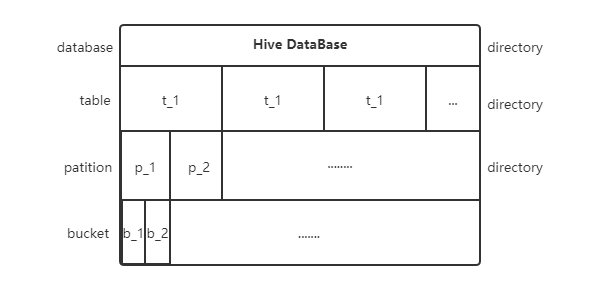 database Hive DataBase directory
table t_1 t_1 t_1 ... directory
patition p_1 p_2 ........ directory
bucket b_1 b_2 .......